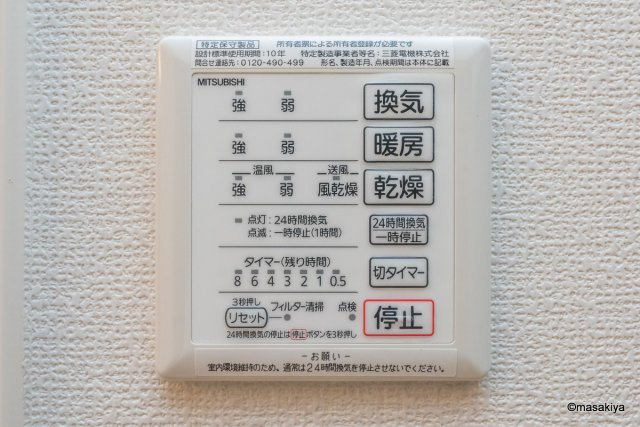 特定保守製品 所有者票による所有者登録が必要です
設計標準使用期間:10年 特定製造事業者等名:三菱電機株式会社
問合せ連絡先:0120-490-499 形名、製造年月、点検期間は本体に記載
MITSUBISHI
強 弱 換気
強 弱 暖房
温風 送風
強 弱 風乾燥 乾燥
点灯:24時間換気
点滅:一時停止(1時間)
24時間換気
一時停止
タイマー(残り時間)
8 6 4 3 2 1 0.5
切タイマー
3秒押し
リセット フィルター清掃 点検
停止
24時間換気の停止は停止ボタンを3秒押し
-お願い-
室内環境維持のため、通常は24時間換気を停止させないでください。
©masakiya